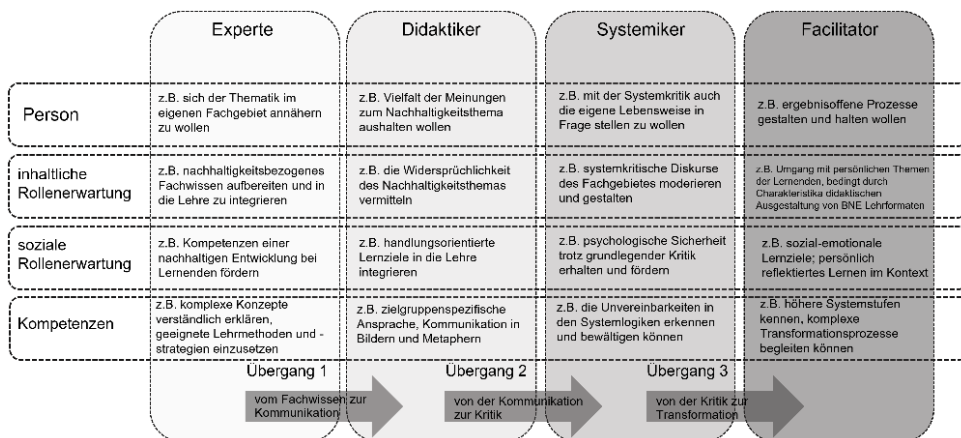 Experte
Didaktiker
Systemiker
Facilitator
Person
z.B. sich der Thematik im
eigenen Fachgebiet annähern
zu wollen
z.B. Vielfalt der Meinungen
zum Nachhaltigkeitsthema
aushalten wollen
z.B. mit der Systemkritik auch
die eigene Lebensweise in
Frage stellen zu wollen
z.B. ergebnisoffene Prozesse
gestalten und halten wollen
inhaltliche
Rollenerwartung
z.B. nachhaltigkeitsbezogenes
Fachwissen aufbereiten und in
die Lehre zu integrieren
z.B. die Widersprüchlichkeit
des Nachhaltigkeitsthemas
vermitteln
z.B. systemkritische Diskurse
des Fachgebietes moderieren
und gestalten
z.B. Umgang mit persönlichen Themen
der Lernenden, bedingt durch
Charakteristika didaktischen
Ausgestaltung von BNE Lehrformaten
soziale
Rollenerwartung
z.B. Kompetenzen einer
nachhaltigen Entwicklung bei
Lernenden fördern
z.B. handlungsorientierte
Lernziele in die Lehre
integrieren
z.B. psychologische Sicherheit
trotz grundlegender Kritik
erhalten und fördern
z.B. sozial-emotionale
Lernziele; persönlich
reflektiertes Lernen im Kontext
Kompetenzen
z.B. komplexe Konzepte
verständlich erklären,
geeignete Lehrmethoden und -
strategien einzusetzen
z.B. zielgruppenspezifische
Ansprache, Kommunikation in
Bildern und Metaphern
z.B. die Unvereinbarkeiten in
den Systemlogiken erkennen
und bewältigen können
z.B. höhere Systemstufen
kennen, komplexe
Transformationsprozesse
begleiten können
Übergang 1
vom Fachwissen zur
Kommunikation
Übergang 2
von der Kommunikation
zur Kritik
Übergang 3
von der Kritik zur
Transformation